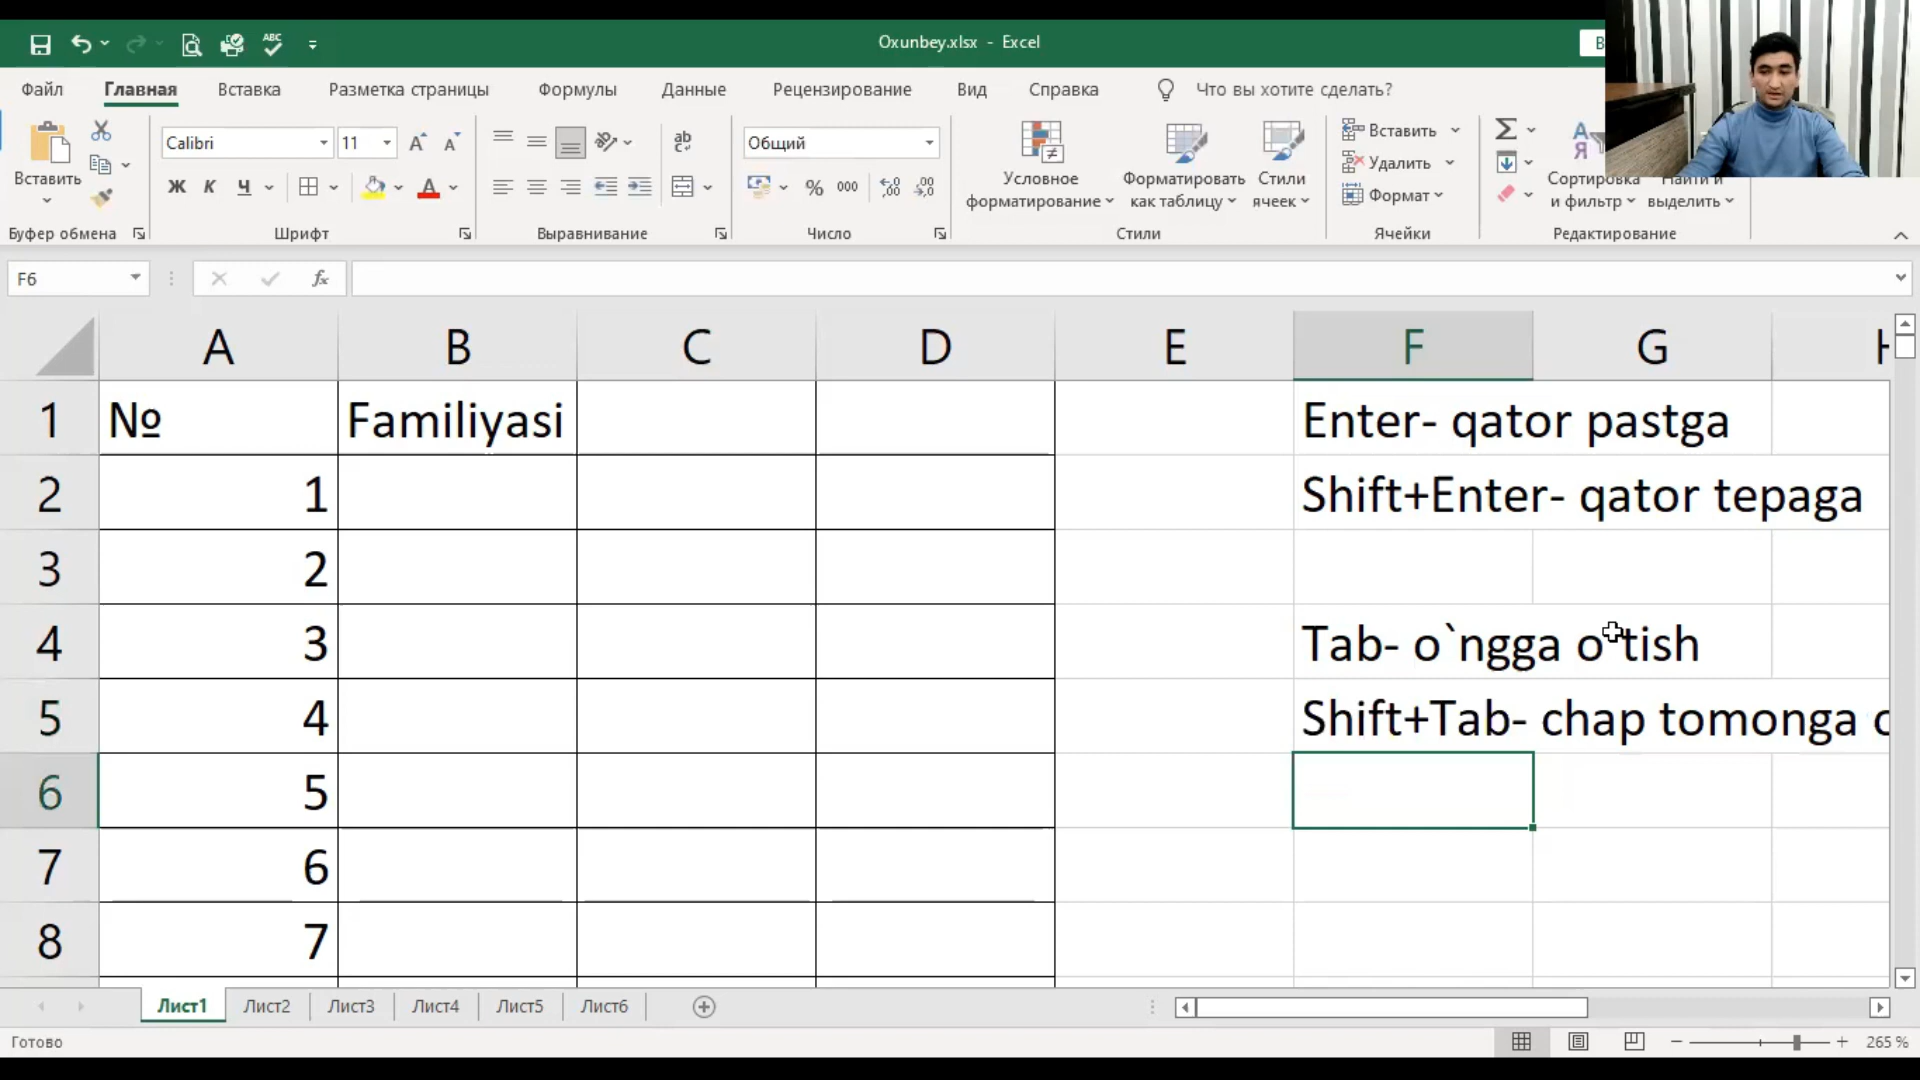 Oxunbey.xlsx - Excel
Файл Главная Вставка Разметка страницы Формулы Данные Рецензирование Вид Справка Что вы хотите сделать?
Вставить
Буфер обмена
Calibri 11
Ж К Ч
Шрифт
Выравнивание
Общий
% 000
Число
Условное форматирование
Форматировать как таблицу
Стили ячеек
Стили
Вставить
Удалить
Формат
Ячейки
Сортировка и фильтр
Найти и выделить
Редактирование
F6
A B C D E F G H
1 № Familiyasi Enter- qator pastga
2 1 Shift+Enter- qator tepaga
3 2
4 3 Tab- o`ngga o`tish
5 4 Shift+Tab- chap tomonga
6 5
7 6
8 7
Лист1 Лист2 Лист3 Лист4 Лист5 Лист6
Готово 265 %